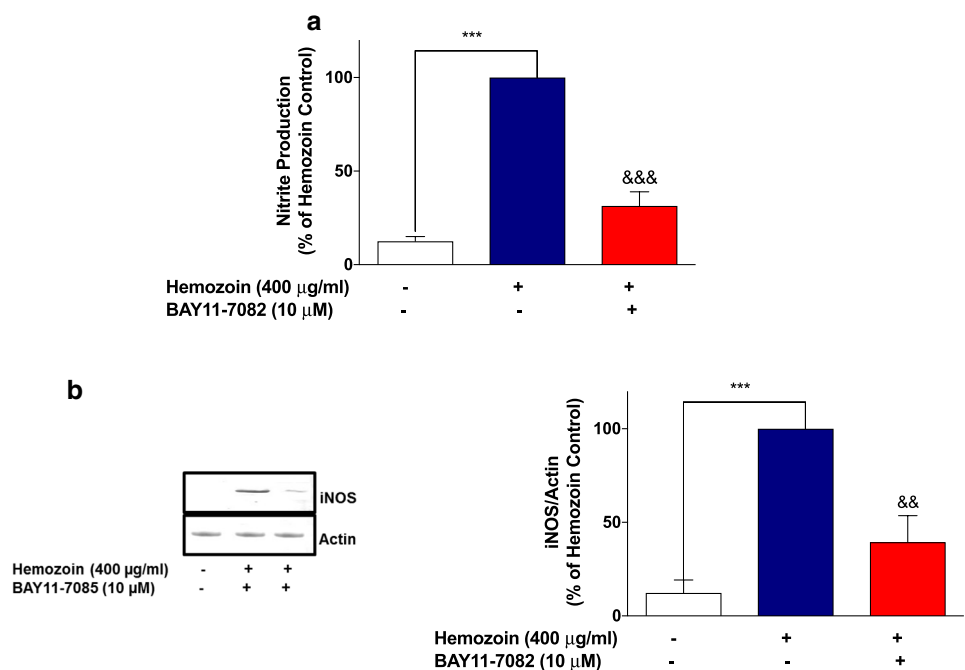 a
***
Nitrite Production
(% of Hemozoin Control)
100
50
0
&&&
Hemozoin (400 μg/ml) - + +
BAY11-7082 (10 μM) - - +
b
iNOS
Actin
Hemozoin (400 μg/ml) - + +
BAY11-7085 (10 μM) - + +
***
iNOS/Actin
(% of Hemozoin Control)
100
50
0
&&
Hemozoin (400 μg/ml) - + +
BAY11-7082 (10 μM) - - +